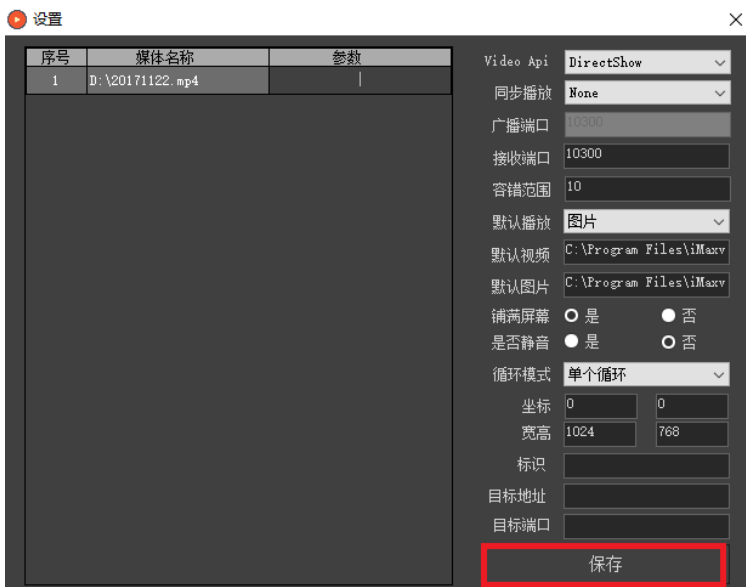 设置
序号 媒体名称 参数
1 D:\20171122.mp4
Video Api DirectShow
同步播放 None
广播端口 10300
接收端口 10300
容错范围 10
默认播放 图片
默认视频 C:\Program Files\iMaxv
默认图片 C:\Program Files\iMaxv
铺满屏幕 是 否
是否静音 是 否
循环模式 单个循环
坐标 0 0
宽高 1024 768
标识
目标地址
目标端口
保存